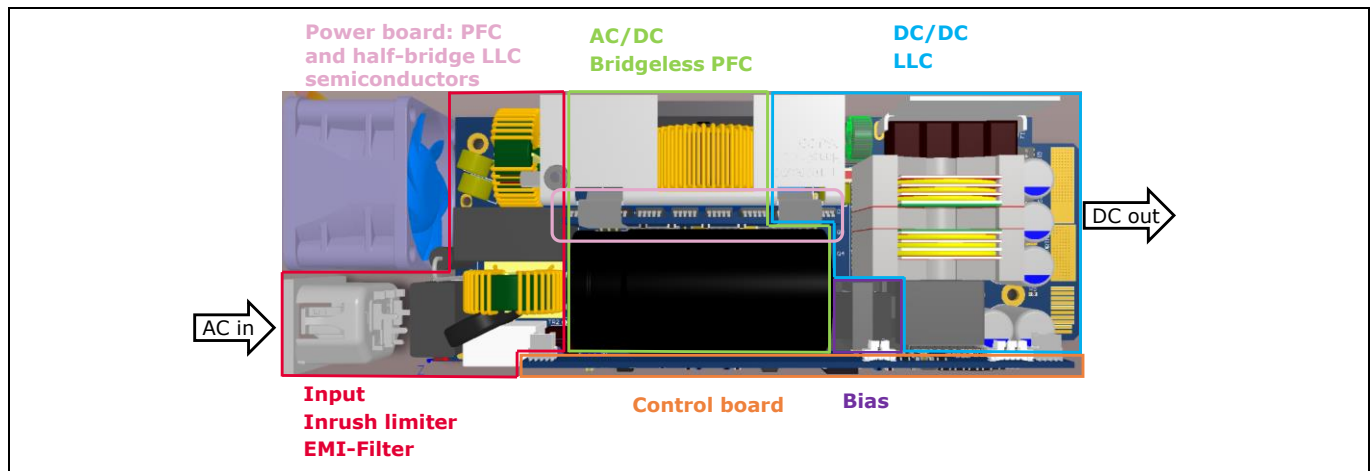 Power board: PFC
and half-bridge LLC
semiconductors
AC/DC
Bridgeless PFC
DC/DC
LLC
DC out
AC in
Input
Inrush limiter
EMI-Filter
Control board
Bias